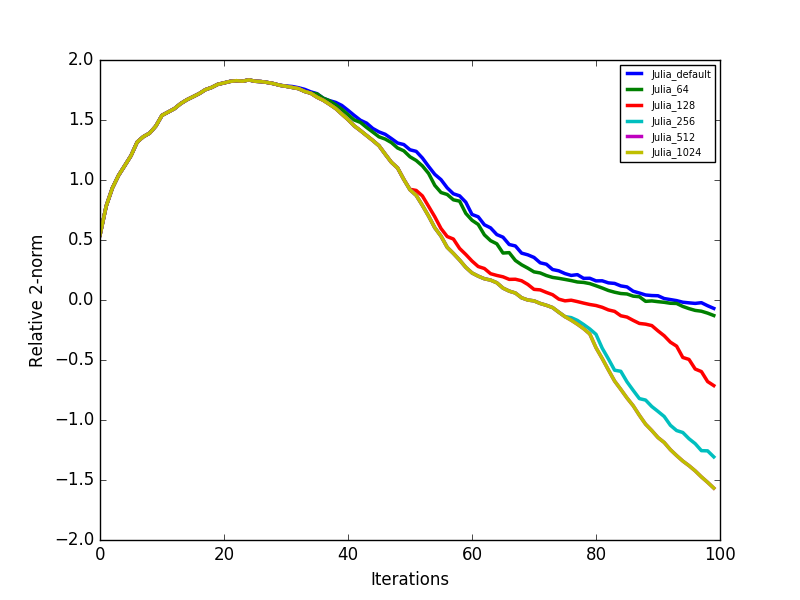 2.0
1.5
1.0
0.5
0.0
−0.5
−1.0
−1.5
−2.0
Relative 2-norm
0 20 40 60 80 100
Iterations
Julia_default
Julia_64
Julia_128
Julia_256
Julia_512
Julia_1024